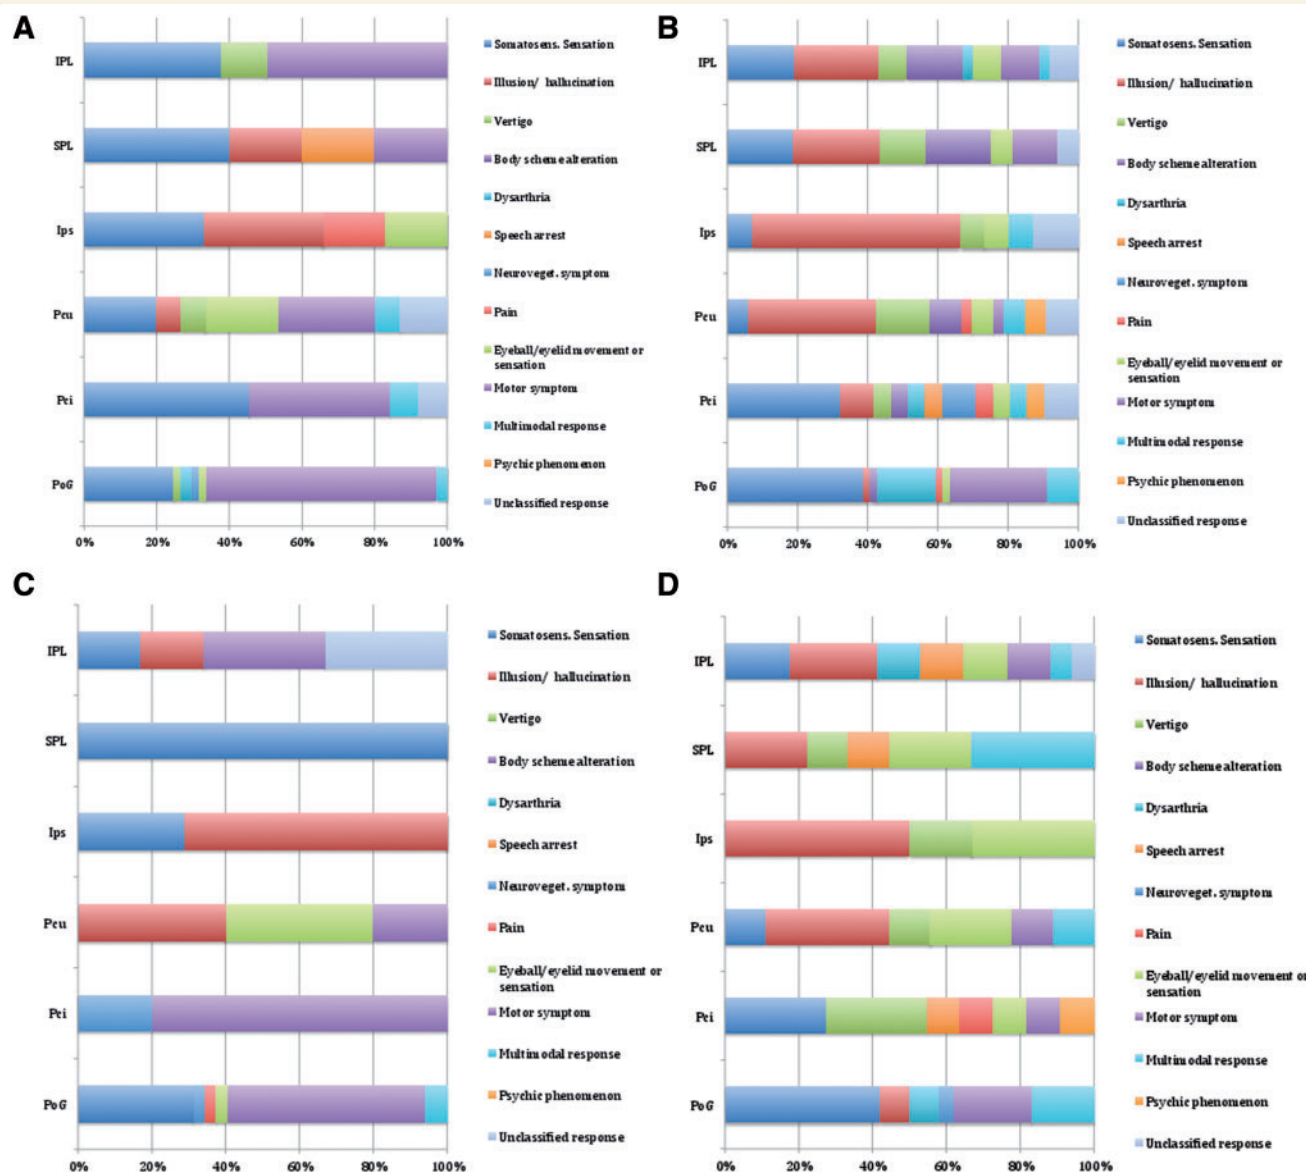 A
IPL
SPL
Ips
Pcu
Pci
PoG
0% 20% 40% 60% 80% 100%
Somatosens. Sensation
Illusion/ hallucination
Vertigo
Body scheme alteration
Dysarthria
Speech arrest
Neuroveget. symptom
Pain
Eyeball/eyelid movement or
sensation
Motor symptom
Multimodal response
Psychic phenomenon
Unclassified response
B
IPL
SPL
Ips
Pcu
Pci
PoG
0% 20% 40% 60% 80% 100%
Somatosens. Sensation
Illusion/ hallucination
Vertigo
Body scheme alteration
Dysarthria
Speech arrest
Neuroveget. symptom
Pain
Eyeball/eyelid movement or
sensation
Motor symptom
Multimodal response
Psychic phenomenon
Unclassified response
C
IPL
SPL
Ips
Pcu
Pci
PoG
0% 20% 40% 60% 80% 100%
Somatosens. Sensation
Illusion/ hallucination
Vertigo
Body scheme alteration
Dysarthria
Speech arrest
Neuroveget. symptom
Pain
Eyeball/eyelid movement or
sensation
Motor symptom
Multimodal response
Psychic phenomenon
Unclassified response
D
IPL
SPL
Ips
Pcu
Pci
PoG
0% 20% 40% 60% 80% 100%
Somatosens. Sensation
Illusion/ hallucination
Vertigo
Body scheme alteration
Dysarthria
Speech arrest
Neuroveget. symptom
Pain
Eyeball/eyelid movement or
sensation
Motor symptom
Multimodal response
Psychic phenomenon
Unclassified response